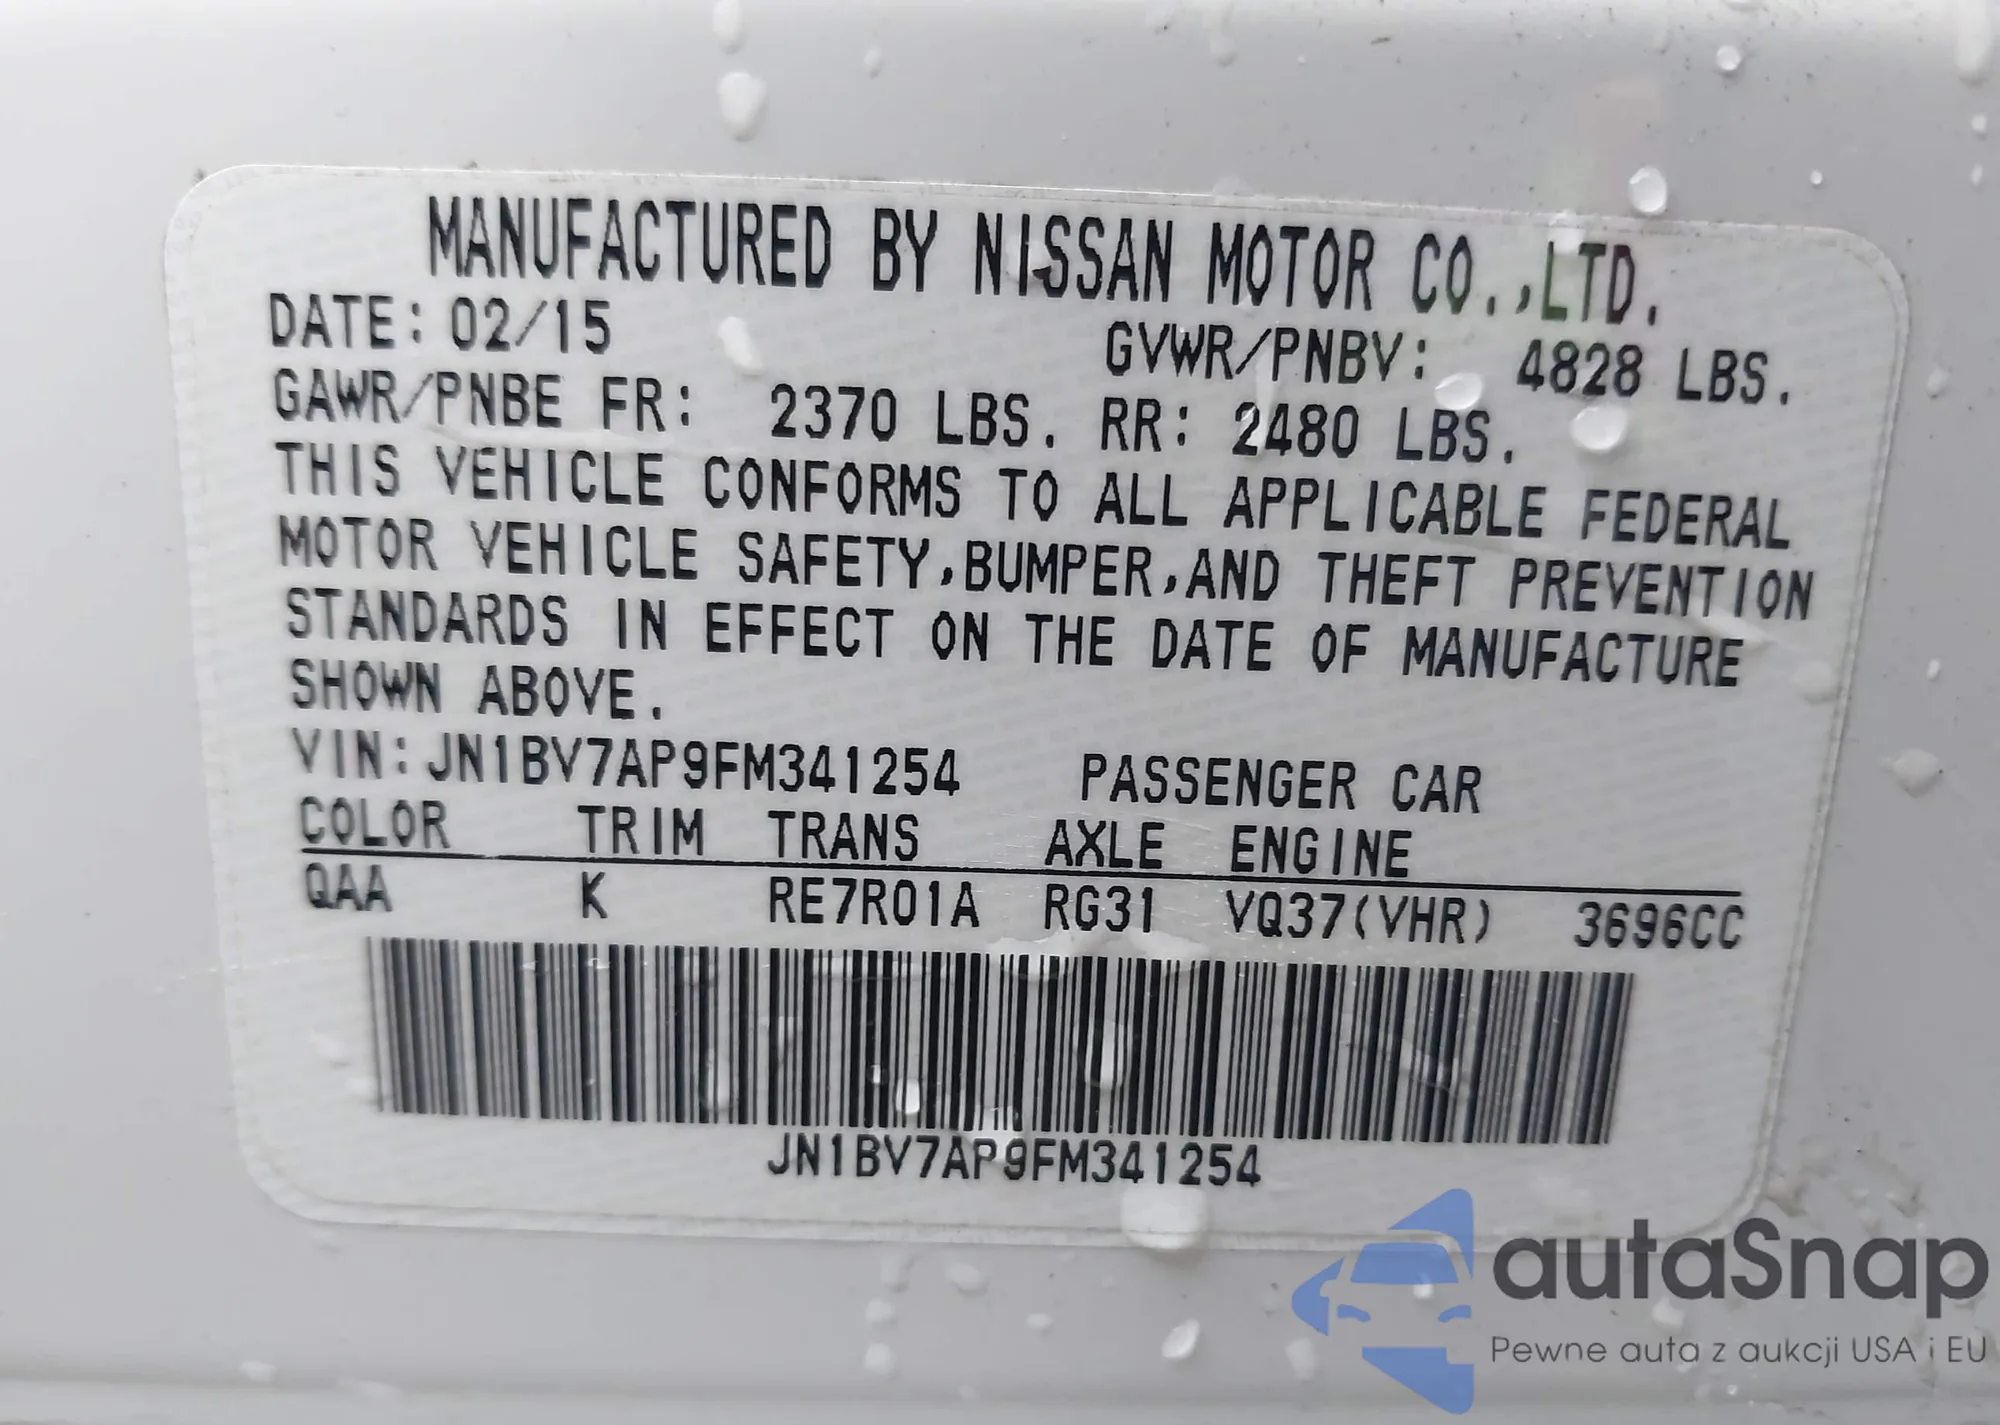 MANUFACTURED BY NISSAN MOTOR CO.,LTD.
DATE: 02/15 GVWR/PNBV: 4828 LBS.
GAWR/PNBE FR: 2370 LBS. RR: 2480 LBS.
THIS VEHICLE CONFORMS TO ALL APPLICABLE FEDERAL
MOTOR VEHICLE SAFETY,BUMPER,AND THEFT PREVENTION
STANDARDS IN EFFECT ON THE DATE OF MANUFACTURE
SHOWN ABOVE.
VIN:JN1BV7AP9FM341254 PASSENGER CAR
COLOR TRIM TRANS AXLE ENGINE
QAA K RE7R01A RG31 VQ37(VHR) 3696CC
JN1BV7AP9FM341254
autaSnap
Pewne auta z aukcji USA i EU